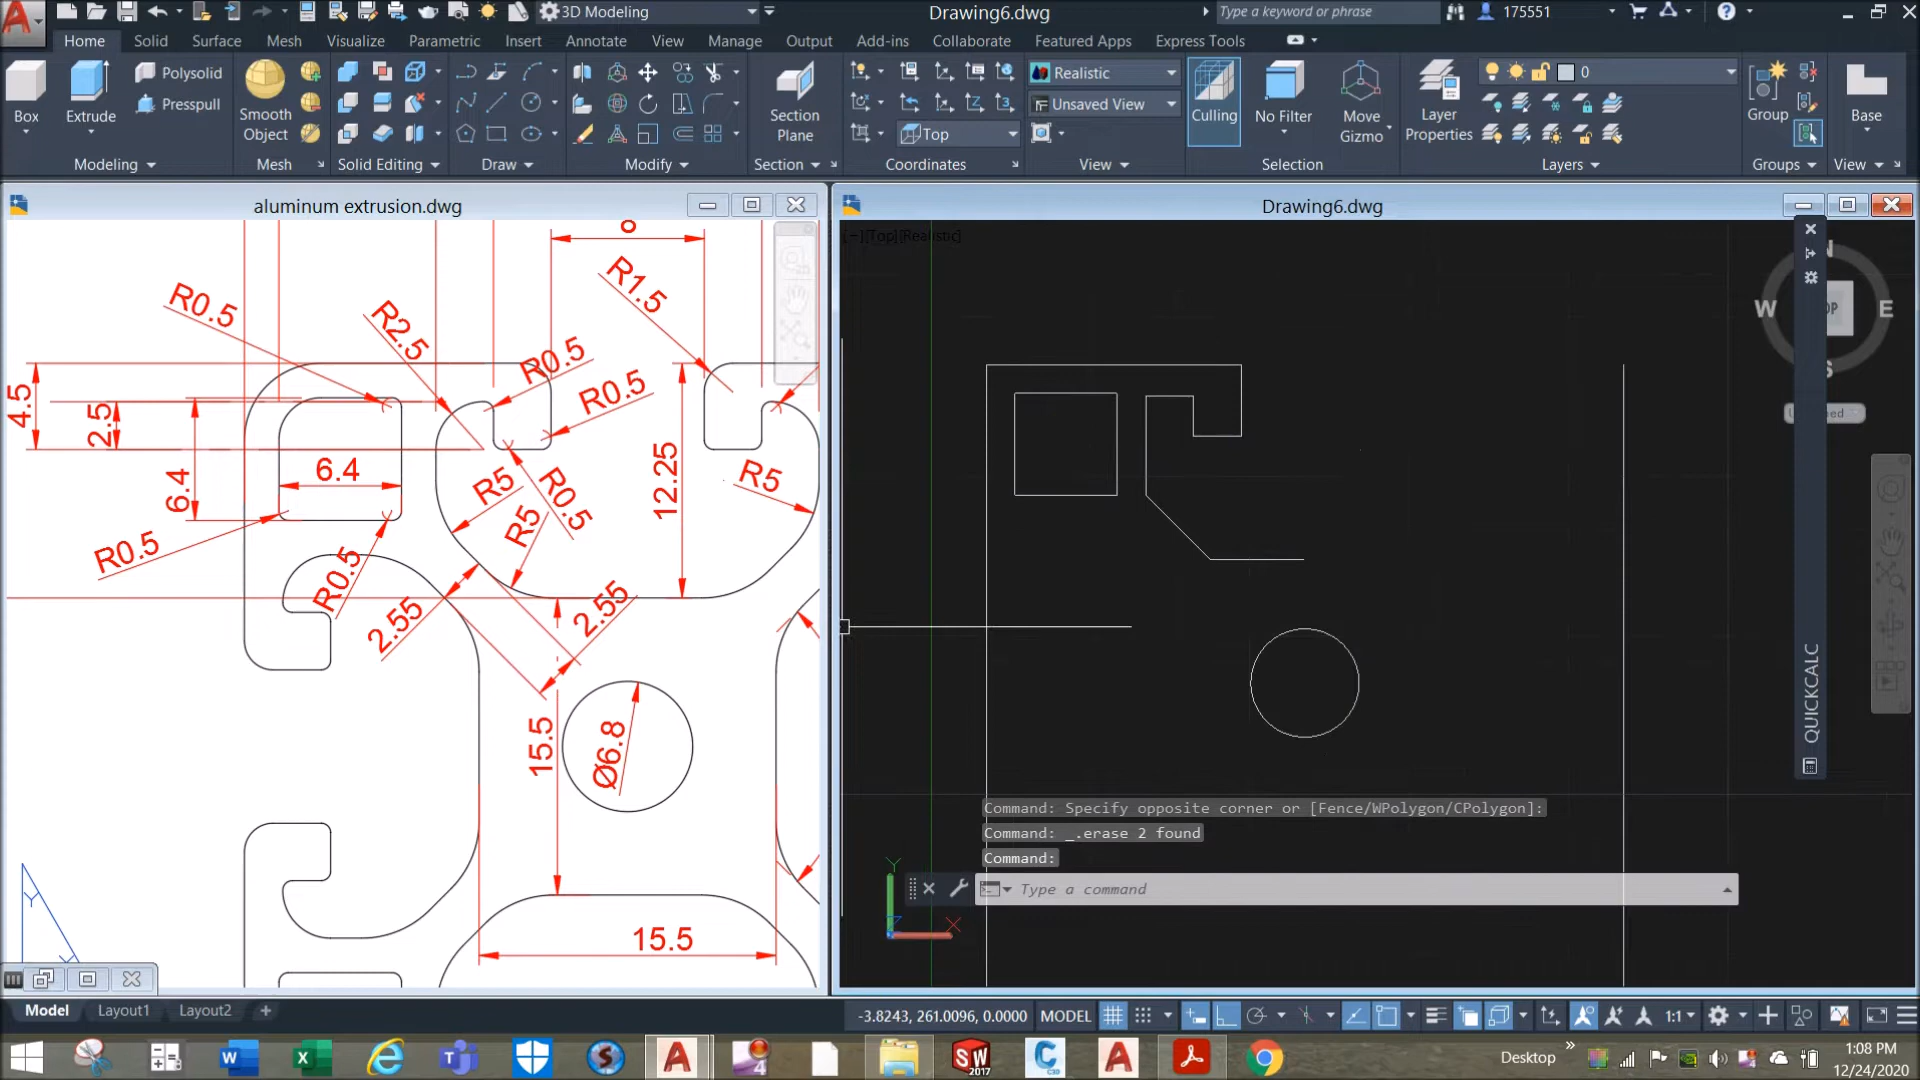 3D Modeling
Drawing6.dwg
Type a keyword or phrase
175551
Home Solid Surface Mesh Visualize Parametric Insert Annotate View Manage Output Add-ins Collaborate Featured Apps Express Tools
Box
Extrude
Polysolid
Presspull
Smooth Object
Section Plane
Top
Realistic
Unsaved View
Culling
No Filter
Move Gizmo
Layer Properties
0
Group
Base
Modeling
Mesh
Solid Editing
Draw
Modify
Section
Coordinates
View
Selection
Layers
Groups
View
aluminum extrusion.dwg
R0.5
R2.5
R0.5
R0.5
R1.5
4.5
2.5
6.4
6.4
R5
R5
R0.5
R5
12.25
R0.5
R0.5
2.55
2.55
15.5
Ø6.8
15.5
Y
Drawing6.dwg
[−][Top][Realistic]
W
E
S
QUICKCALC
Command: Specify opposite corner or [Fence/WPolygon/CPolygon]:
Command: _.erase 2 found
Command:
Type a command
Y
X
Model Layout1 Layout2 +
-3.8243, 261.0096, 0.0000 MODEL
1:1
Desktop
1:08 PM
12/24/2020